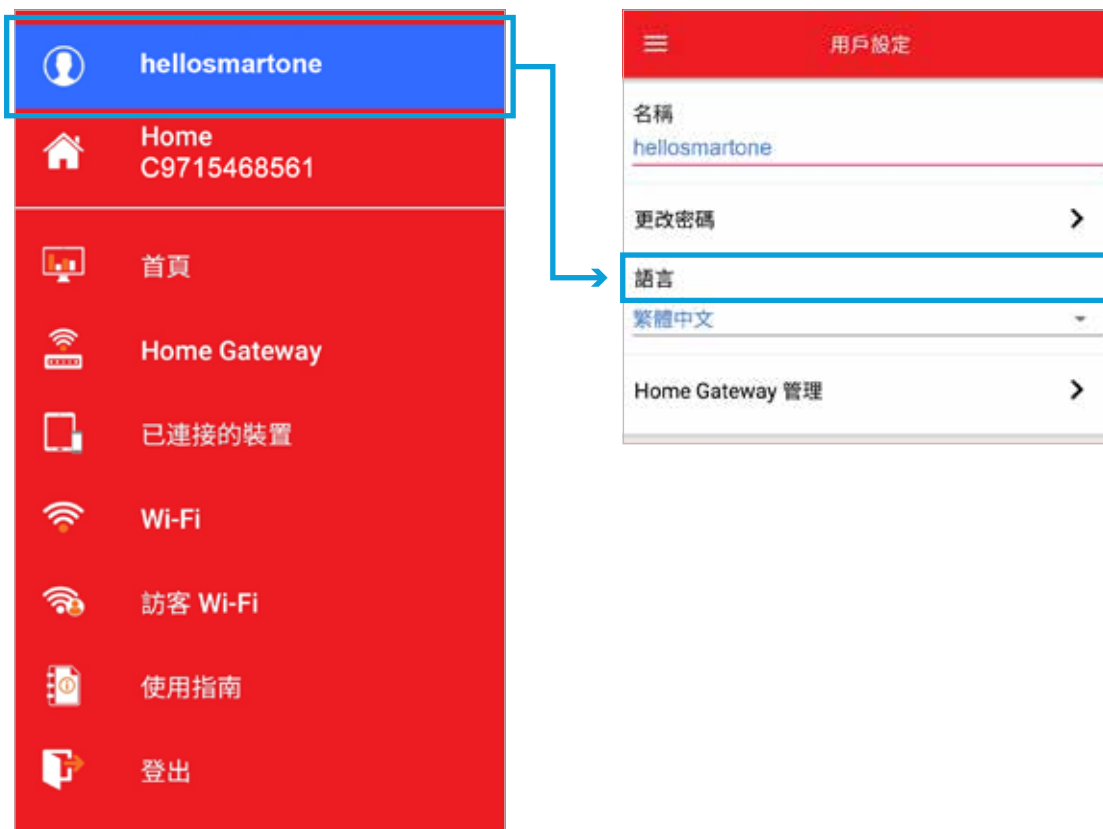 hellosmartone
Home
C9715468561
首頁
Home Gateway
已連接的裝置
Wi-Fi
訪客 Wi-Fi
使用指南
登出
用戶設定
名稱
hellosmartone
更改密碼
語言
繁體中文
Home Gateway 管理